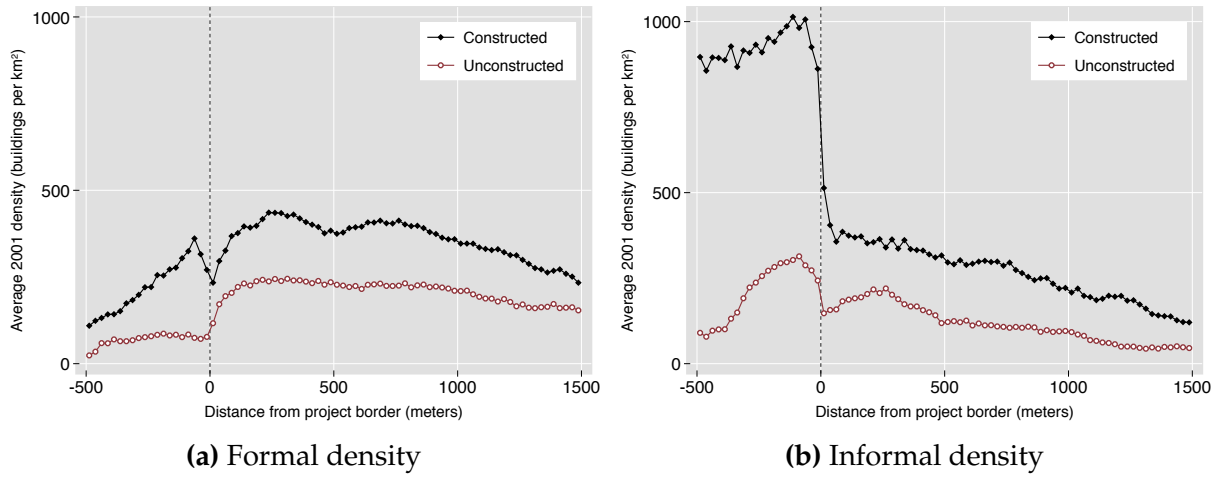 Average 2001 density (buildings per km²)
1000
500
0
Constructed
Unconstructed
-500
0
500
1000
1500
Distance from project border (meters)
(a) Formal density
Average 2001 density (buildings per km²)
1000
500
0
Constructed
Unconstructed
-500
0
500
1000
1500
Distance from project border (meters)
(b) Informal density